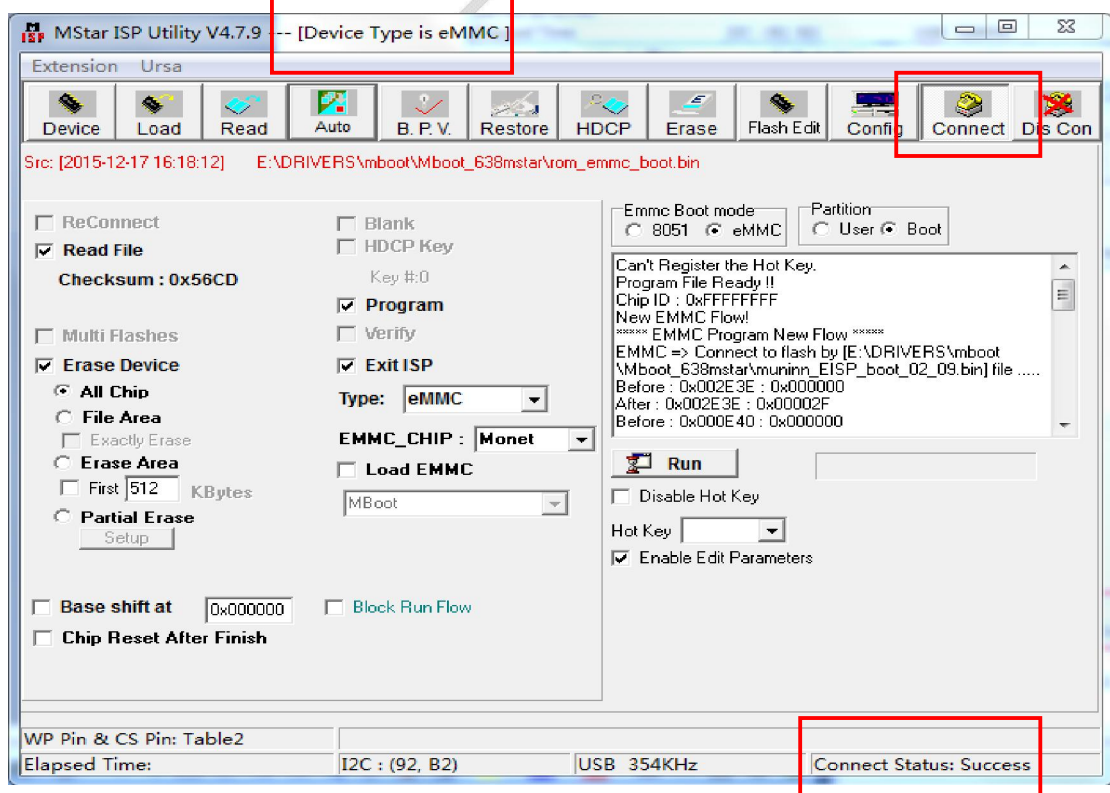 MStar ISP Utility V4.7.9 --- [Device Type is eMMC ]
Extension Ursa
Device Load Read Auto B. P. V. Restore HDCP Erase Flash Edit Config Connect Dis Con
Src: [2015-12-17 16:18:12] E:\DRIVERS\mboot\Mboot_638mstar\rom_emmc_boot.bin
ReConnect
Read File
Checksum : 0x56CD
Multi Flashes
Erase Device
All Chip
File Area
Exactly Erase
Erase Area
First 512 KBytes
Partial Erase
Setup
Base shift at 0x000000
Chip Reset After Finish
Blank
HDCP Key
Key #:0
Program
Verify
Exit ISP
Type: eMMC
EMMC_CHIP : Monet
Load EMMC
MBoot
Block Run Flow
Emmc Boot mode
8051 eMMC
Partition
User Boot
Can't Register the Hot Key.
Program File Ready !!
Chip ID : 0xFFFFFFFF
New EMMC Flow!
***** EMMC Program New Flow *****
EMMC => Connect to flash by [E:\DRIVERS\mboot
\Mboot_638mstar\muninn_EISP_boot_02_09.bin] file .....
Before : 0x002E3E : 0x000000
After : 0x002E3E : 0x00002F
Before : 0x000E40 : 0x000000
Run
Disable Hot Key
Hot Key
Enable Edit Parameters
WP Pin & CS Pin: Table2
Elapsed Time: I2C : (92, B2) USB 354KHz Connect Status: Success